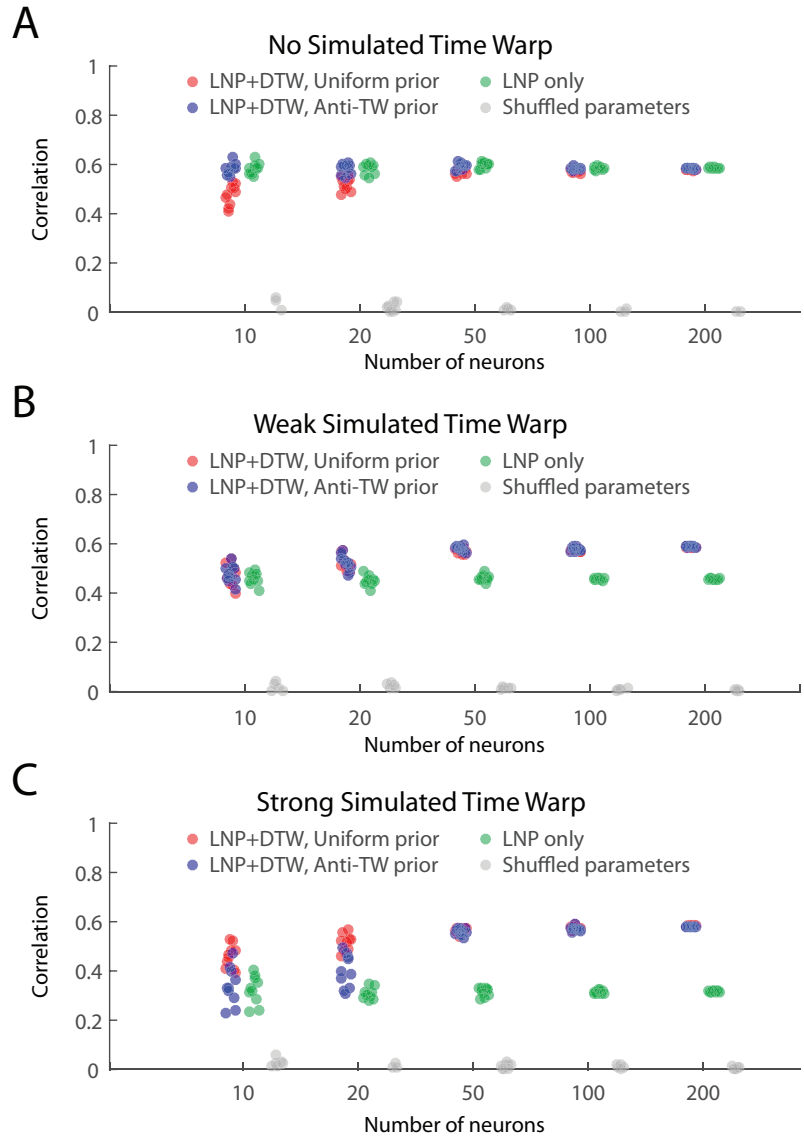 A
No Simulated Time Warp
LNP+DTW, Uniform prior
LNP only
LNP+DTW, Anti-TW prior
Shuffled parameters
Correlation
1
0.8
0.6
0.4
0.2
0
10 20 50 100 200
Number of neurons
B
Weak Simulated Time Warp
LNP+DTW, Uniform prior
LNP only
LNP+DTW, Anti-TW prior
Shuffled parameters
Correlation
1
0.8
0.6
0.4
0.2
0
10 20 50 100 200
Number of neurons
C
Strong Simulated Time Warp
LNP+DTW, Uniform prior
LNP only
LNP+DTW, Anti-TW prior
Shuffled parameters
Correlation
1
0.8
0.6
0.4
0.2
0
10 20 50 100 200
Number of neurons